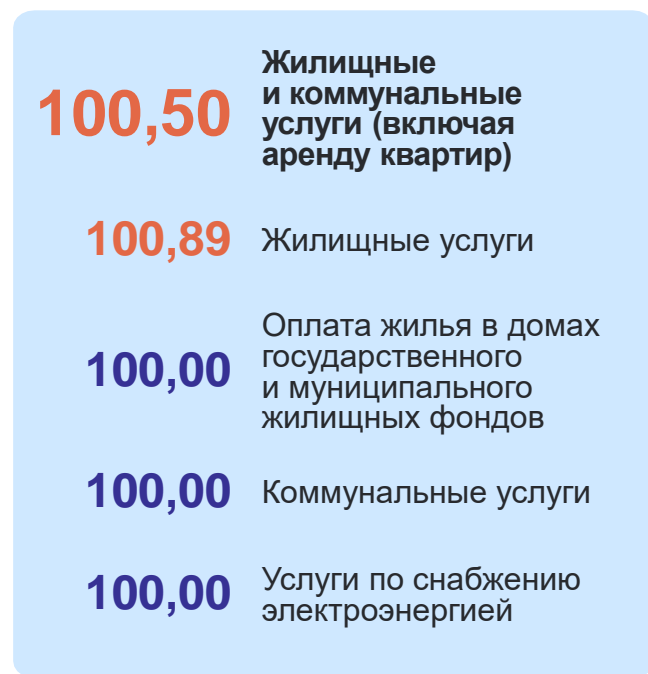 100,50
Жилищные
и коммунальные
услуги (включая
аренду квартир)
100,89
Жилищные услуги
100,00
Оплата жилья в домах
государственного
и муниципального
жилищных фондов
100,00
Коммунальные услуги
100,00
Услуги по снабжению
электроэнергией